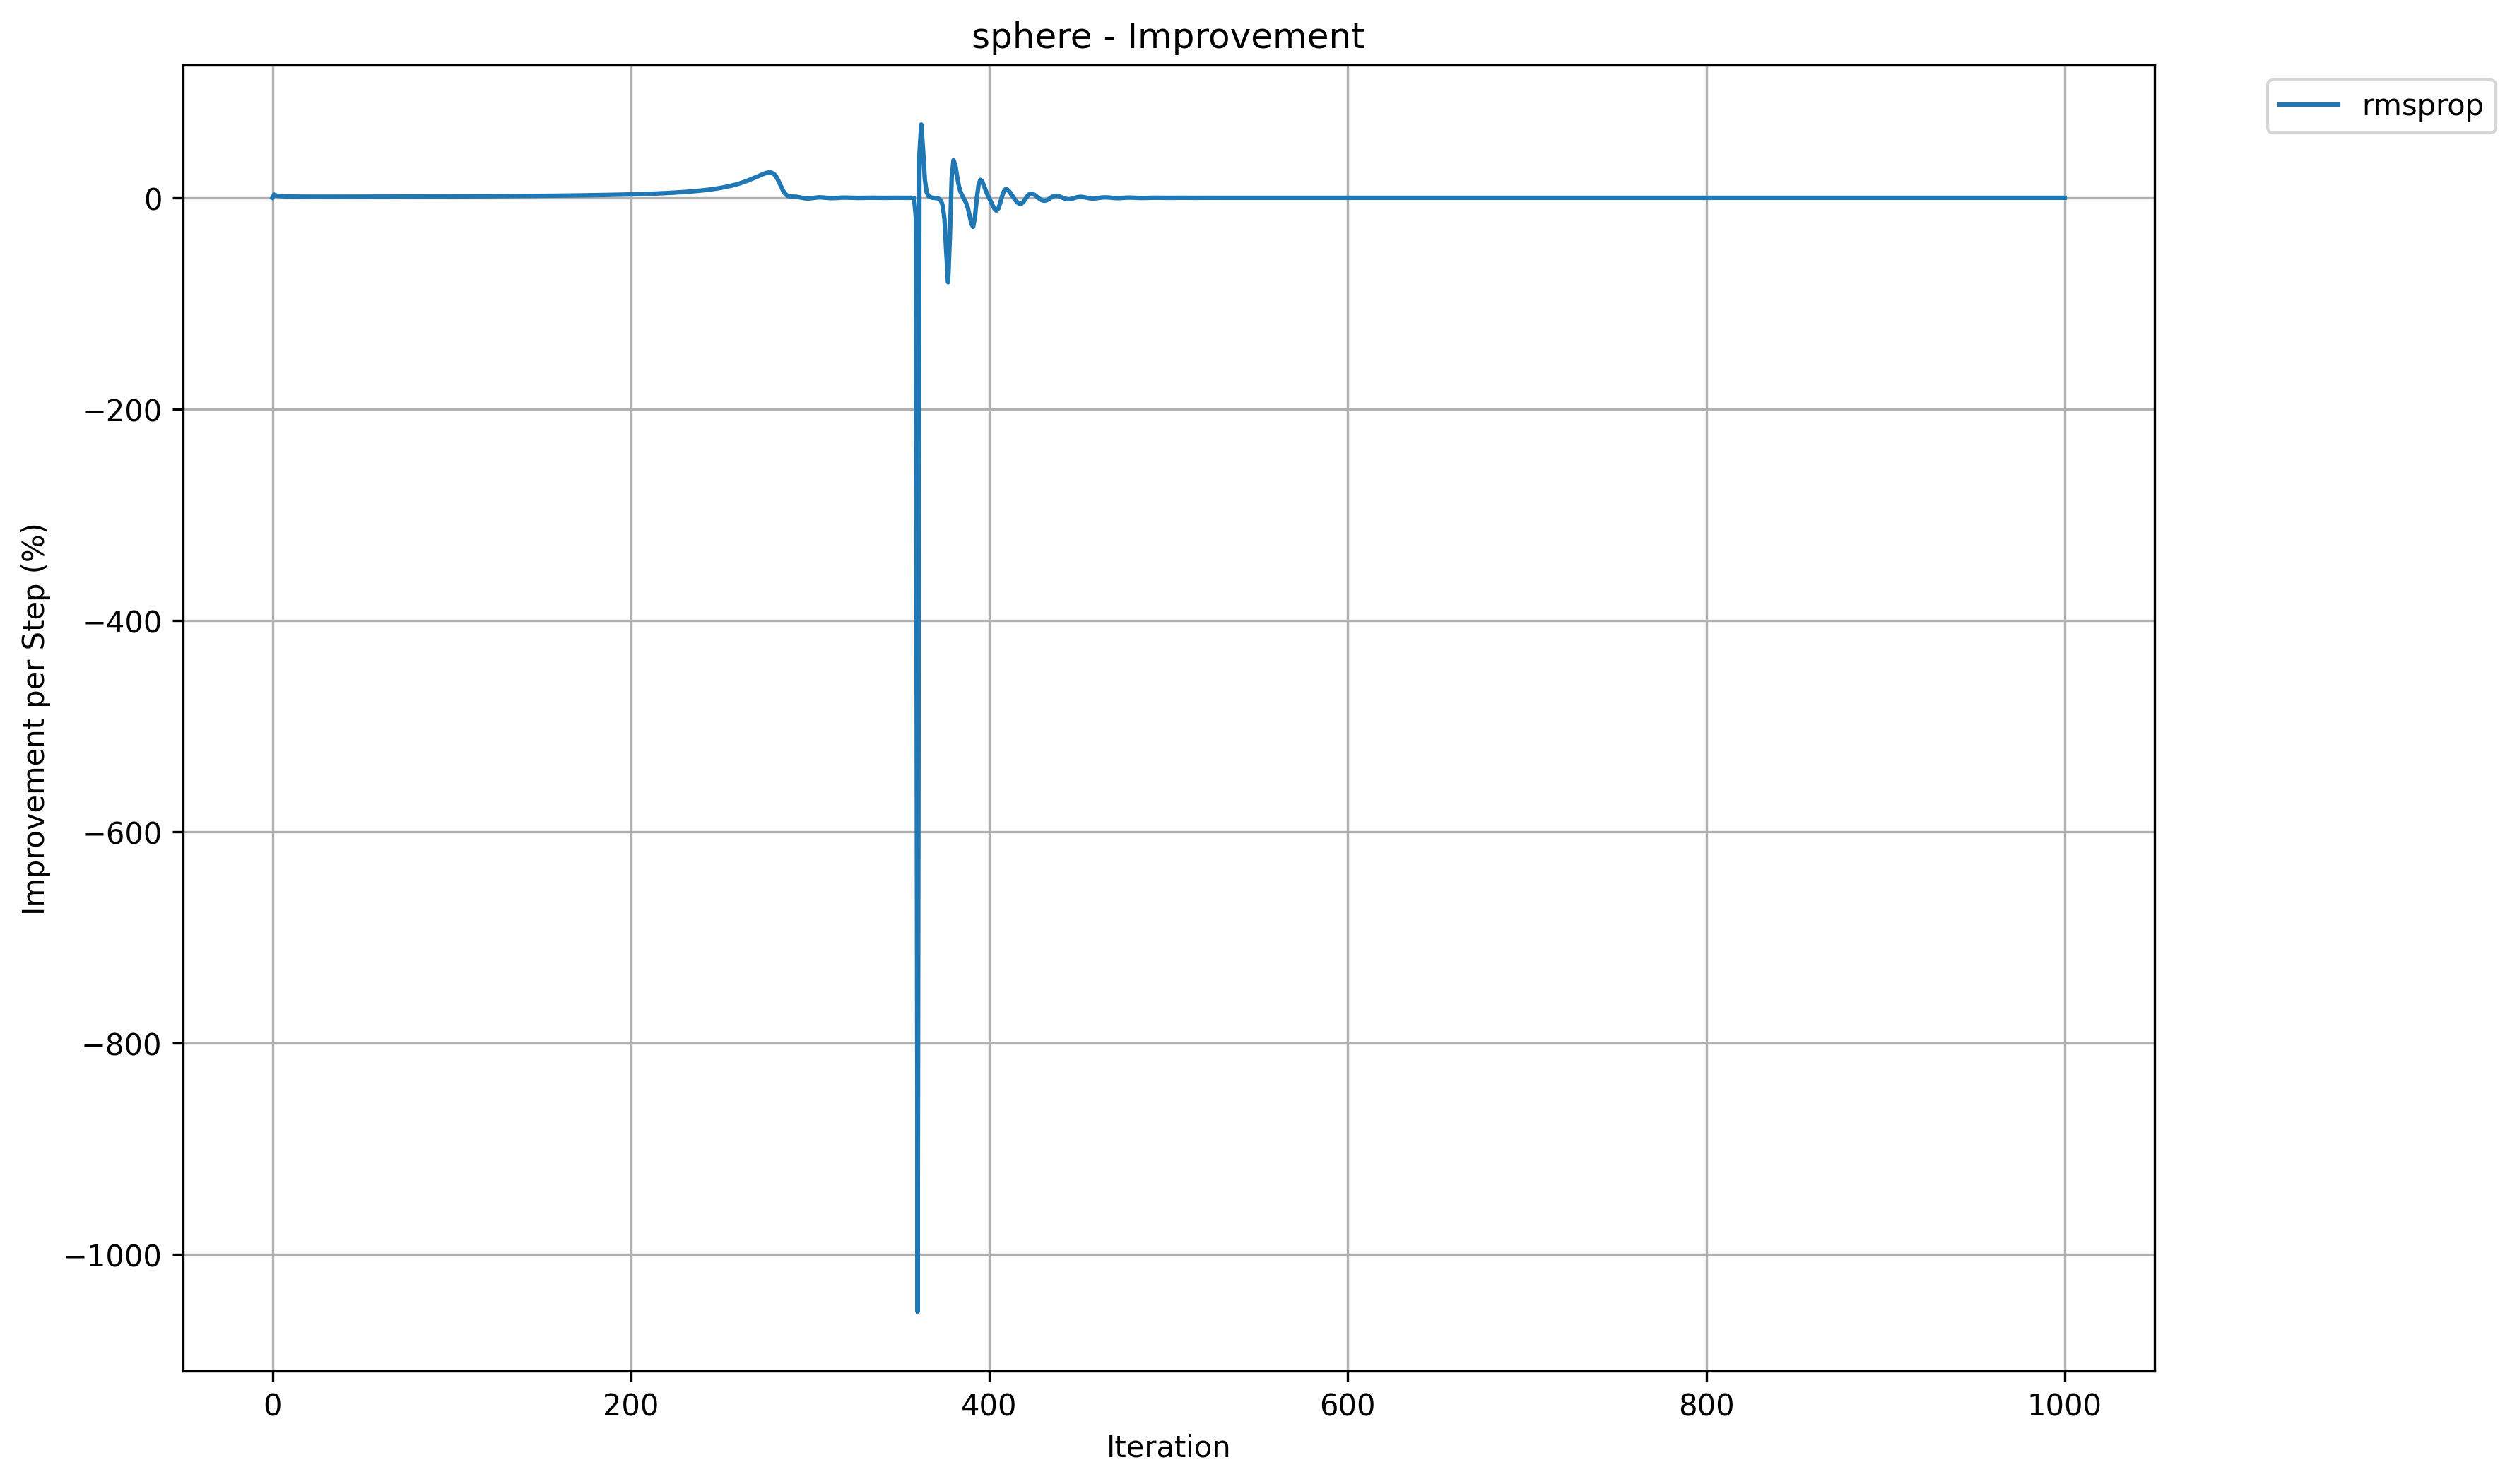 sphere - Improvement
rmsprop
0
−200
−400
−600
−800
−1000
Improvement per Step (%)
0 200 400 600 800 1000
Iteration